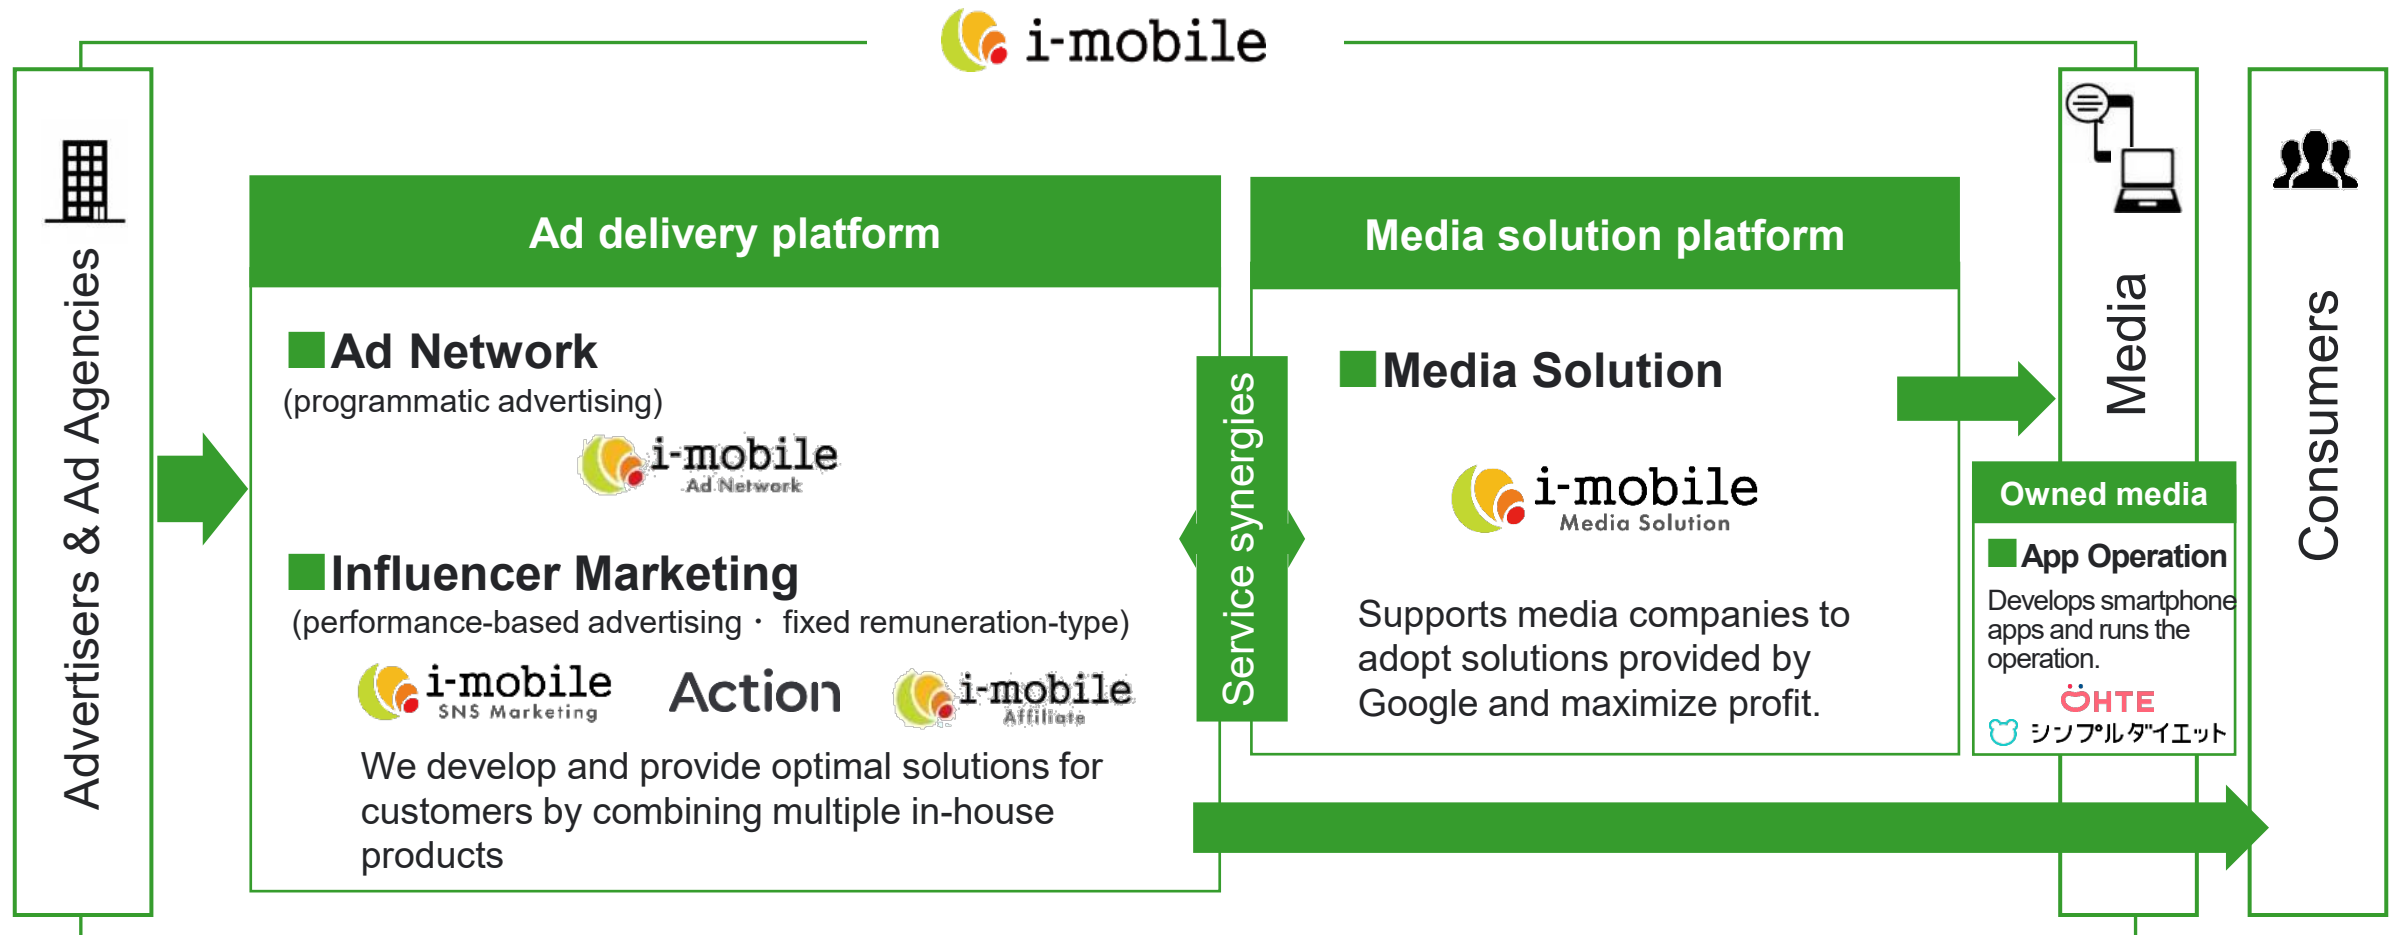 i-mobile
Advertisers & Ad Agencies
Ad delivery platform
■Ad Network
(programmatic advertising)
i-mobile
Ad Network
■Influencer Marketing
(performance-based advertising・ fixed remuneration-type)
i-mobile
SNS Marketing
Action
i-mobile
Affiliate
We develop and provide optimal solutions for
customers by combining multiple in-house
products
Service synergies
Media solution platform
■Media Solution
i-mobile
Media Solution
Supports media companies to
adopt solutions provided by
Google and maximize profit.
Media
Owned media
■App Operation
Develops smartphone
apps and runs the
operation.
OHTE
シンプルダイエット
Consumers